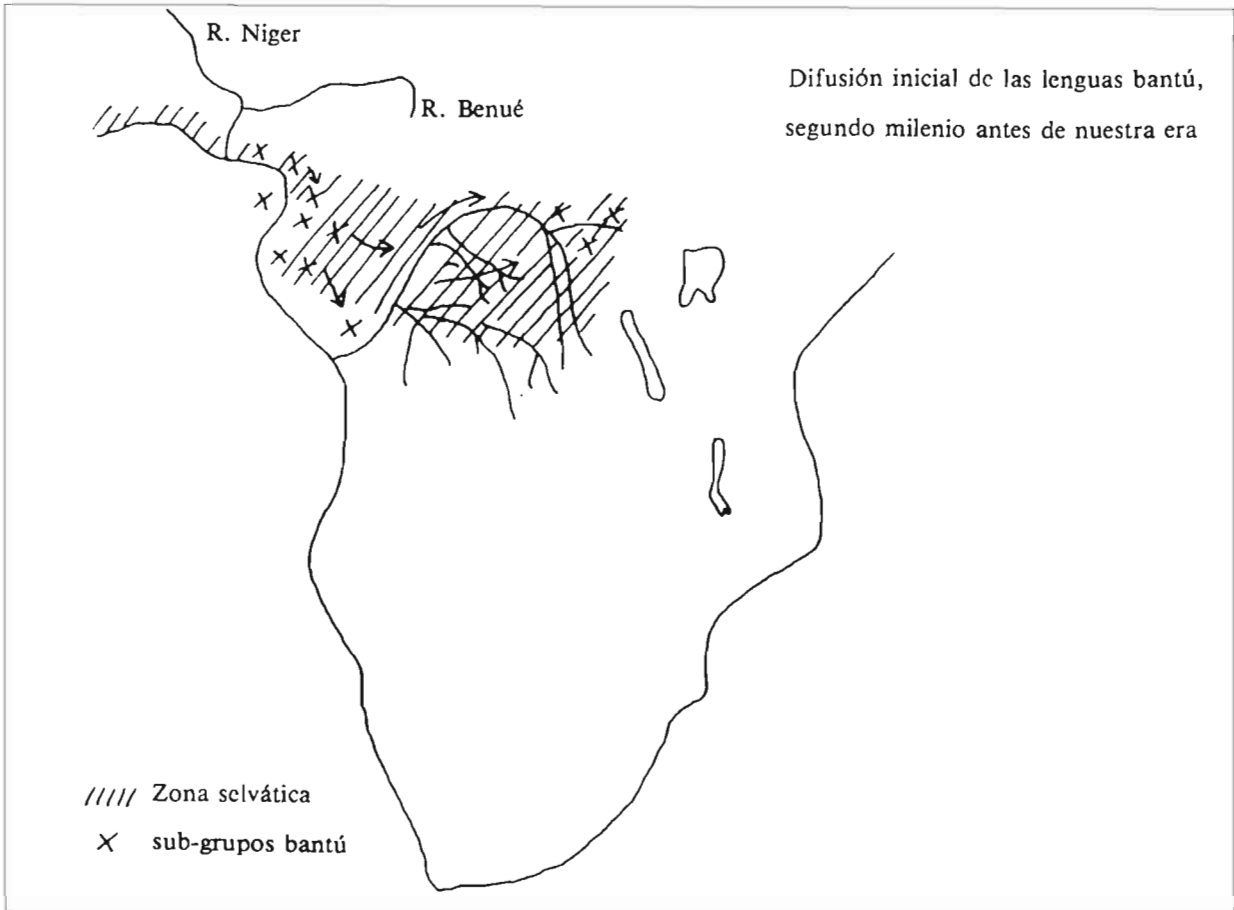 R. Niger
R. Benué
Difusión inicial de las lenguas bantú,
segundo milenio antes de nuestra era
Zona selvática
sub-grupos bantú